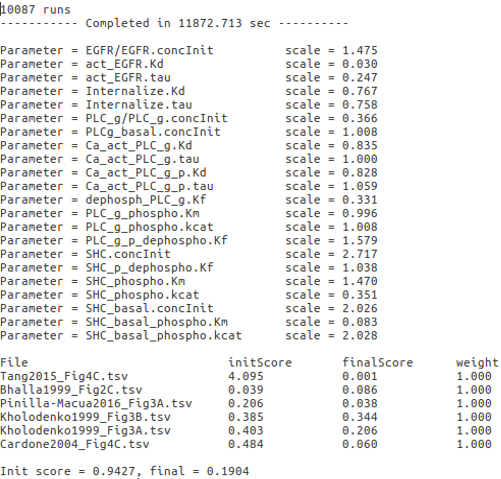 10087 runs
----------- Completed in 11872.713 sec ----------
Parameter = EGFR/EGFR.concInit scale = 1.475
Parameter = act_EGFR.Kd scale = 0.030
Parameter = act_EGFR.tau scale = 0.247
Parameter = Internalize.Kd scale = 0.767
Parameter = Internalize.tau scale = 0.758
Parameter = PLC_g/PLC_g.concInit scale = 0.366
Parameter = PLCg_basal.concInit scale = 1.008
Parameter = Ca_act_PLC_g.Kd scale = 0.835
Parameter = Ca_act_PLC_g.tau scale = 1.000
Parameter = Ca_act_PLC_g_p.Kd scale = 0.828
Parameter = Ca_act_PLC_g_p.tau scale = 1.059
Parameter = dephosph_PLC_g.Kf scale = 0.331
Parameter = PLC_g_phospho.Km scale = 0.996
Parameter = PLC_g_phospho.kcat scale = 1.008
Parameter = PLC_g_p_dephospho.Kf scale = 1.579
Parameter = SHC.concInit scale = 2.717
Parameter = SHC_p_dephospho.Kf scale = 1.038
Parameter = SHC_phospho.Km scale = 1.470
Parameter = SHC_phospho.kcat scale = 0.351
Parameter = SHC_basal.concInit scale = 2.026
Parameter = SHC_basal_phospho.Km scale = 0.083
Parameter = SHC_basal_phospho.kcat scale = 2.028
File initScore finalScore weight
Tang2015_Fig4C.tsv 4.095 0.001 1.000
Bhalla1999_Fig2C.tsv 0.039 0.086 1.000
Pinilla-Macua2016_Fig3A.tsv 0.206 0.038 1.000
Kholodenko1999_Fig3B.tsv 0.385 0.344 1.000
Kholodenko1999_Fig3A.tsv 0.403 0.206 1.000
Cardone2004_Fig4C.tsv 0.484 0.060 1.000
Init score = 0.9427, final = 0.1904